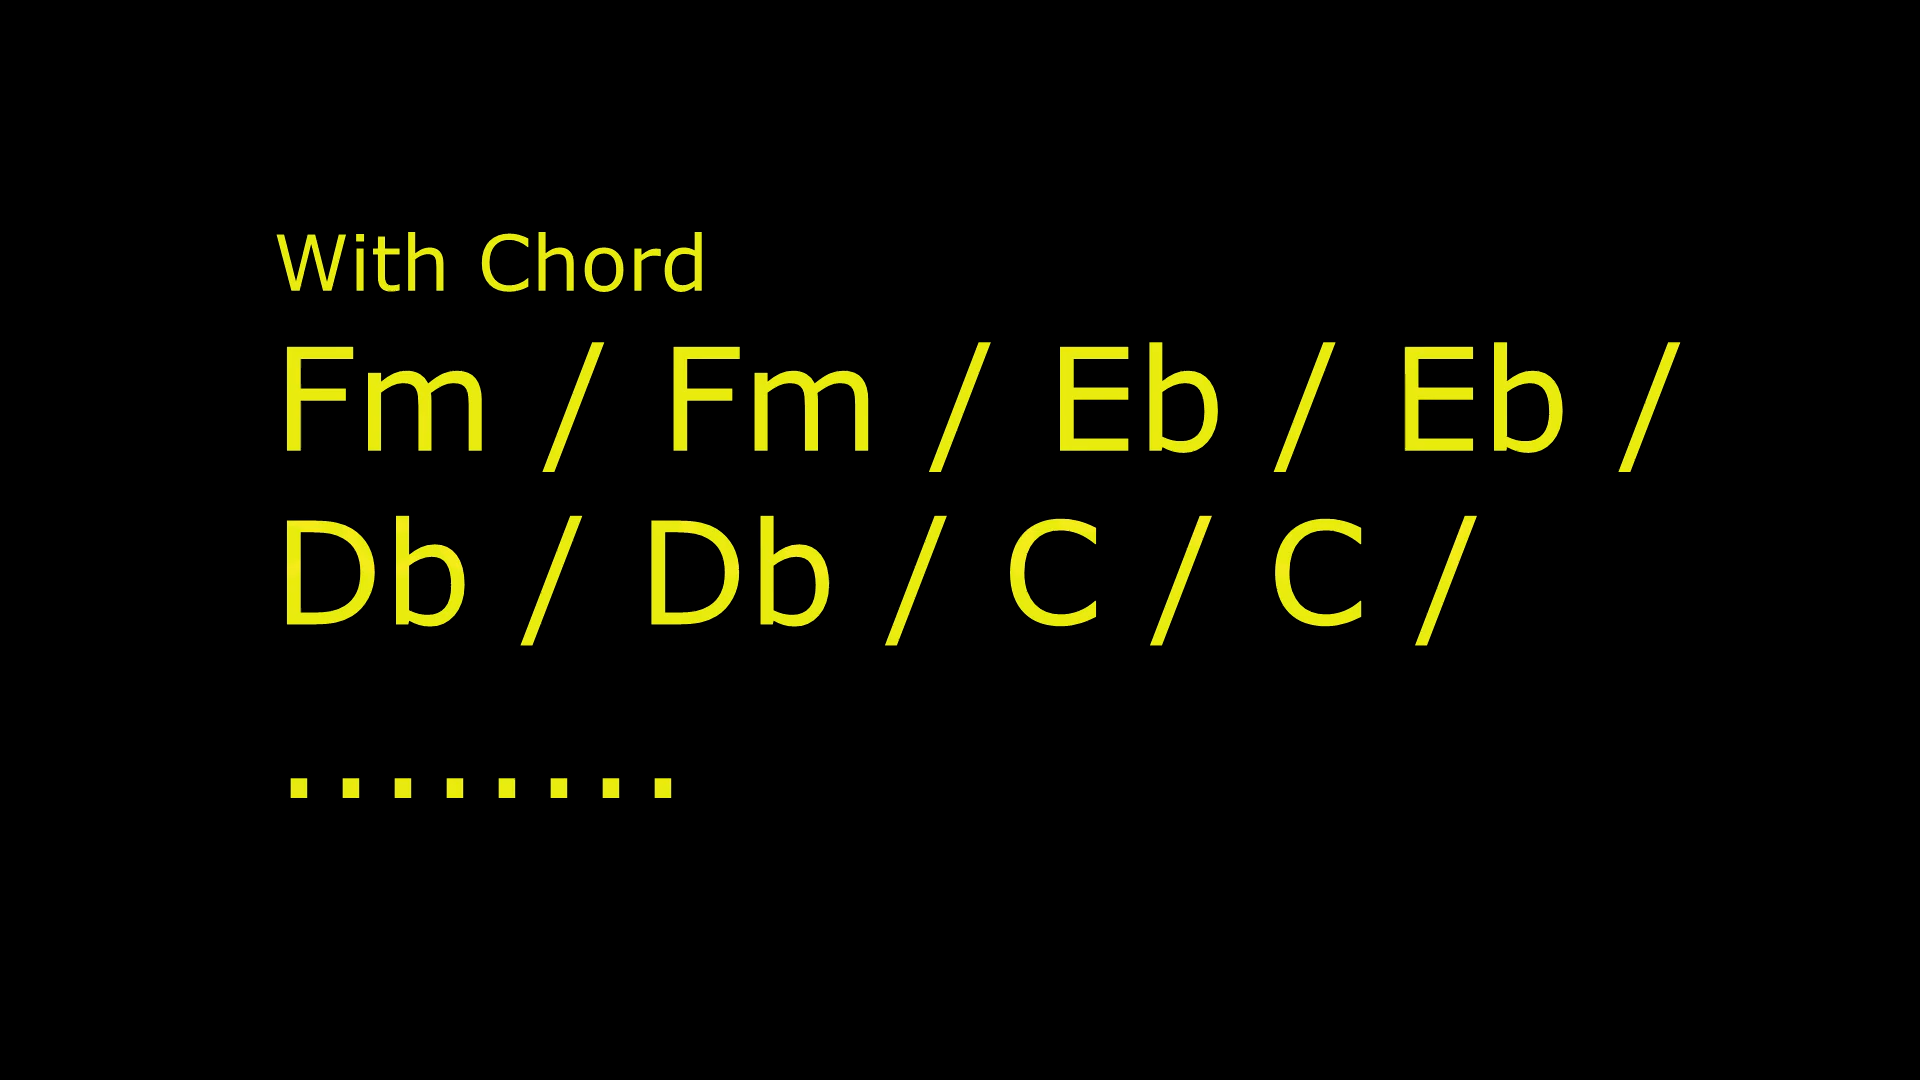 With Chord
Fm / Fm / Eb / Eb /
Db / Db / C / C /
........